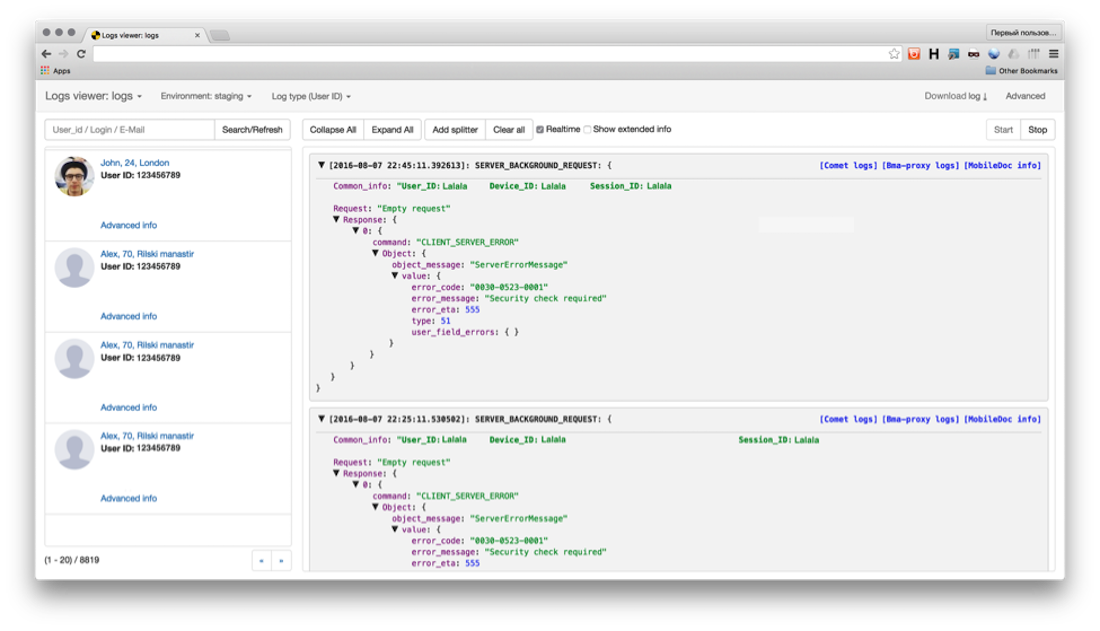 Logs viewer: logs
Первый пользов...
Apps
Other Bookmarks
Logs viewer: logs Environment: staging Log type (User ID) Download log Advanced
User_id / Login / E-Mail Search/Refresh Collapse All Expand All Add splitter Clear all Realtime Show extended info Start Stop
John, 24, London
User ID: 123456789
Advanced info
Alex, 70, Rilski manastir
User ID: 123456789
Advanced info
Alex, 70, Rilski manastir
User ID: 123456789
Advanced info
Alex, 70, Rilski manastir
User ID: 123456789
Advanced info
(1 - 20) / 8819 « »
▼ [2016-08-07 22:45:11.392613]: SERVER_BACKGROUND_REQUEST: { [Comet logs] [Bma-proxy logs] [MobileDoc info]
Common_info: "User_ID: Lalala Device_ID: Lalala Session_ID: Lalala
Request: "Empty request"
▼ Response: {
▼ 0: {
command: "CLIENT_SERVER_ERROR"
▼ Object: {
object_message: "ServerErrorMessage"
▼ value: {
error_code: "0030-0523-0001"
error_message: "Security check required"
error_eta: 555
type: 51
user_field_errors: { }
}
}
}
}
}
▼ [2016-08-07 22:25:11.530502]: SERVER_BACKGROUND_REQUEST: { [Comet logs] [Bma-proxy logs] [MobileDoc info]
Common_info: "User_ID: Lalala Device_ID: Lalala Session_ID: Lalala
Request: "Empty request"
▼ Response: {
▼ 0: {
command: "CLIENT_SERVER_ERROR"
▼ Object: {
object_message: "ServerErrorMessage"
▼ value: {
error_code: "0030-0523-0001"
error_message: "Security check required"
error_eta: 555